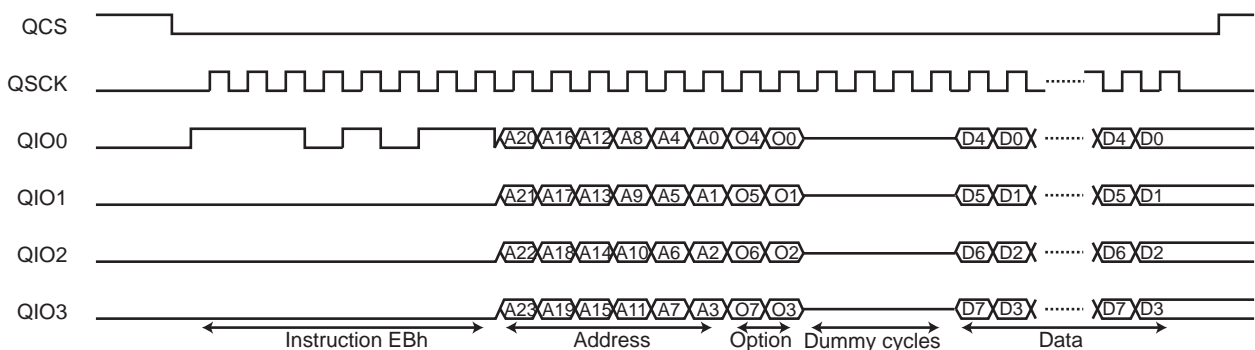 QCS
QSCK
QIO0 A20 A16 A12 A8 A4 A0 O4 O0 D4 D0 D4 D0
QIO1 A21 A17 A13 A9 A5 A1 O5 O1 D5 D1 D5 D1
QIO2 A22 A18 A14 A10 A6 A2 O6 O2 D6 D2 D6 D2
QIO3 A23 A19 A15 A11 A7 A3 O7 O3 D7 D3 D7 D3
Instruction EBh Address Option Dummy cycles Data